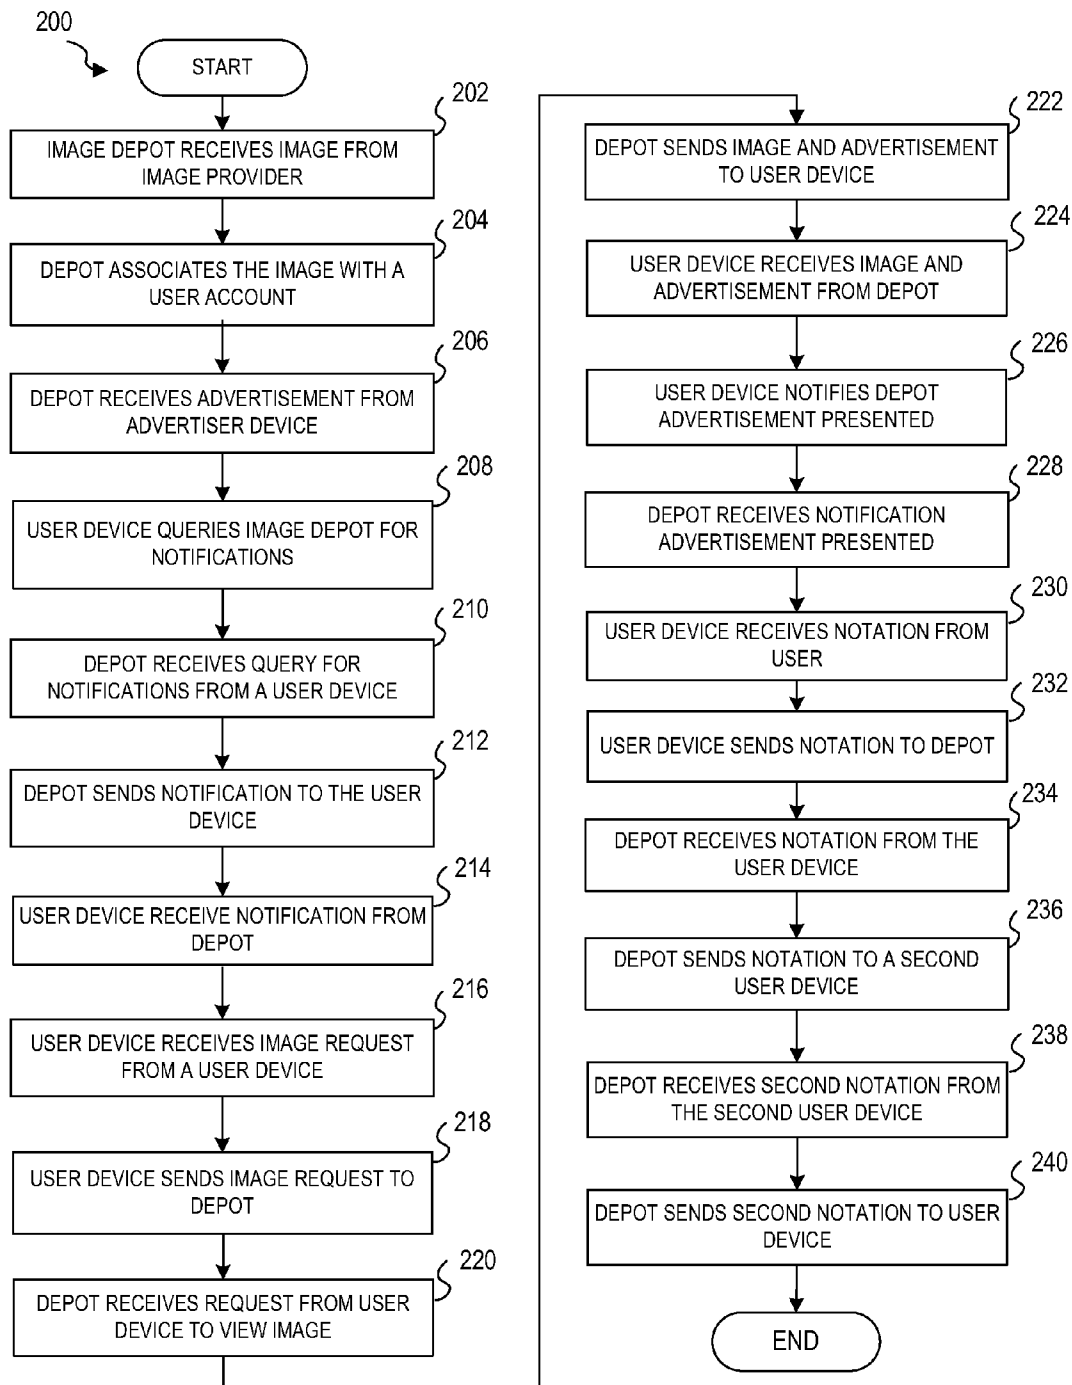 200
START
202
IMAGE DEPOT RECEIVES IMAGE FROM
IMAGE PROVIDER
204
DEPOT ASSOCIATES THE IMAGE WITH A
USER ACCOUNT
206
DEPOT RECEIVES ADVERTISEMENT FROM
ADVERTISER DEVICE
208
USER DEVICE QUERIES IMAGE DEPOT FOR
NOTIFICATIONS
210
DEPOT RECEIVES QUERY FOR
NOTIFICATIONS FROM A USER DEVICE
212
DEPOT SENDS NOTIFICATION TO THE USER
DEVICE
214
USER DEVICE RECEIVE NOTIFICATION FROM
DEPOT
216
USER DEVICE RECEIVES IMAGE REQUEST
FROM A USER DEVICE
218
USER DEVICE SENDS IMAGE REQUEST TO
DEPOT
220
DEPOT RECEIVES REQUEST FROM USER
DEVICE TO VIEW IMAGE
222
DEPOT SENDS IMAGE AND ADVERTISEMENT
TO USER DEVICE
224
USER DEVICE RECEIVES IMAGE AND
ADVERTISEMENT FROM DEPOT
226
USER DEVICE NOTIFIES DEPOT
ADVERTISEMENT PRESENTED
228
DEPOT RECEIVES NOTIFICATION
ADVERTISEMENT PRESENTED
230
USER DEVICE RECEIVES NOTATION FROM
USER
232
USER DEVICE SENDS NOTATION TO DEPOT
234
DEPOT RECEIVES NOTATION FROM THE
USER DEVICE
236
DEPOT SENDS NOTATION TO A SECOND
USER DEVICE
238
DEPOT RECEIVES SECOND NOTATION FROM
THE SECOND USER DEVICE
240
DEPOT SENDS SECOND NOTATION TO USER
DEVICE
END